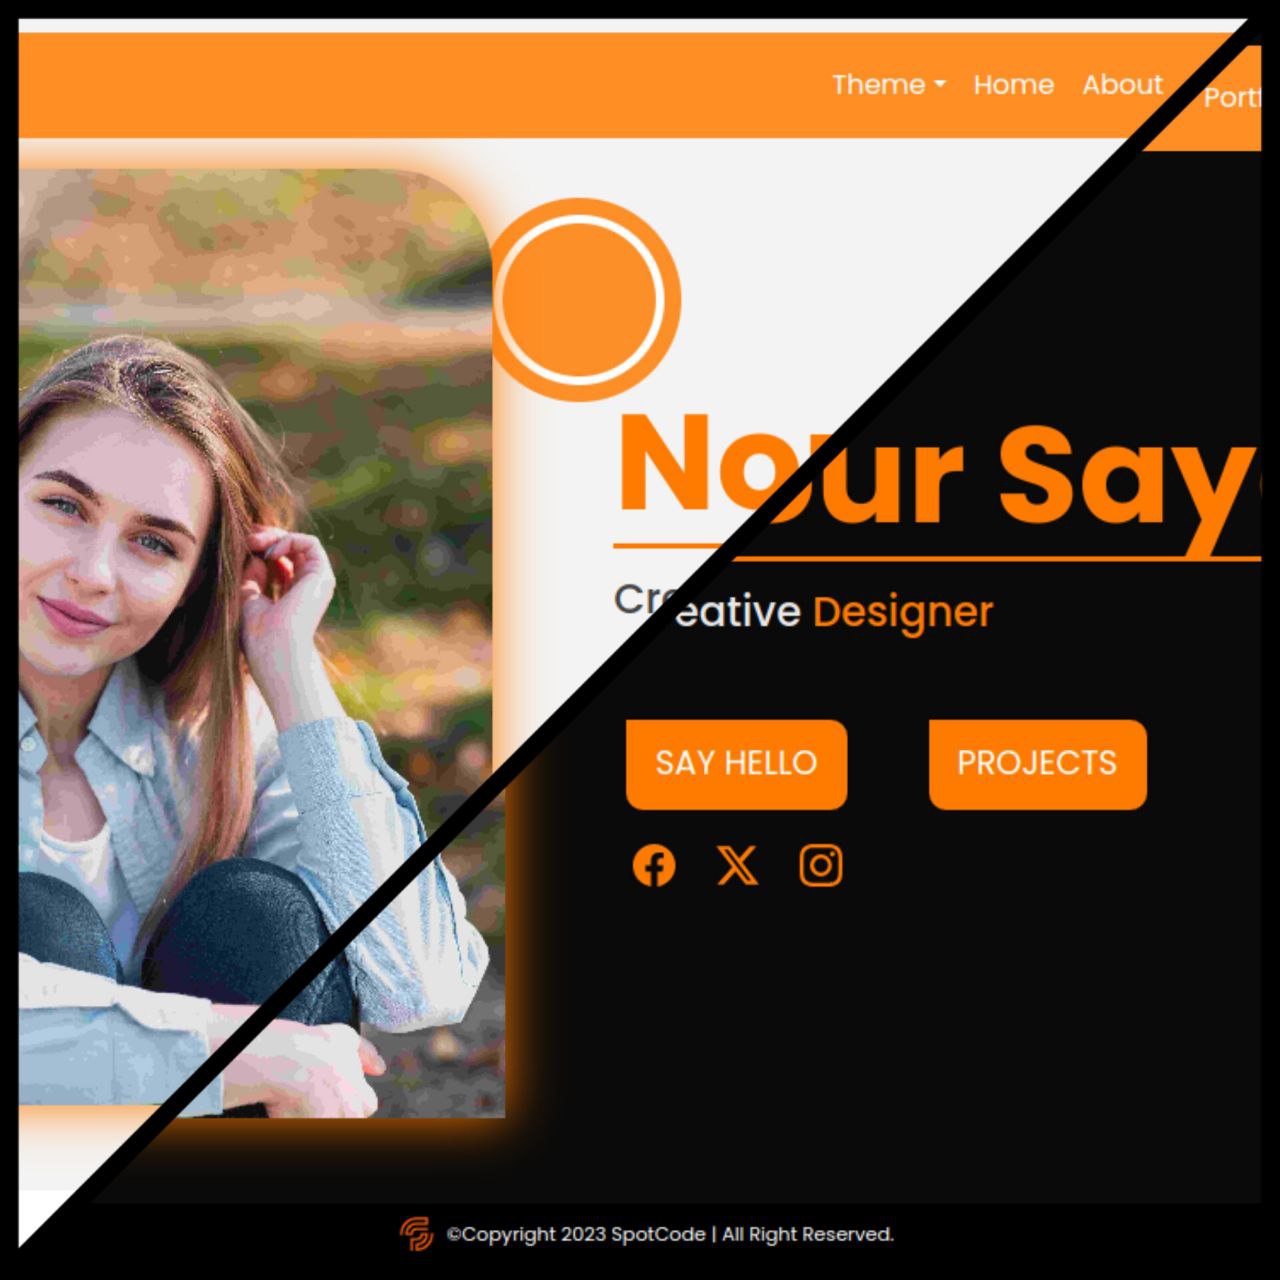 Theme Home About Portf
Nour Say
Creative Designer
SAY HELLO PROJECTS
©Copyright 2023 SpotCode | All Right Reserved.